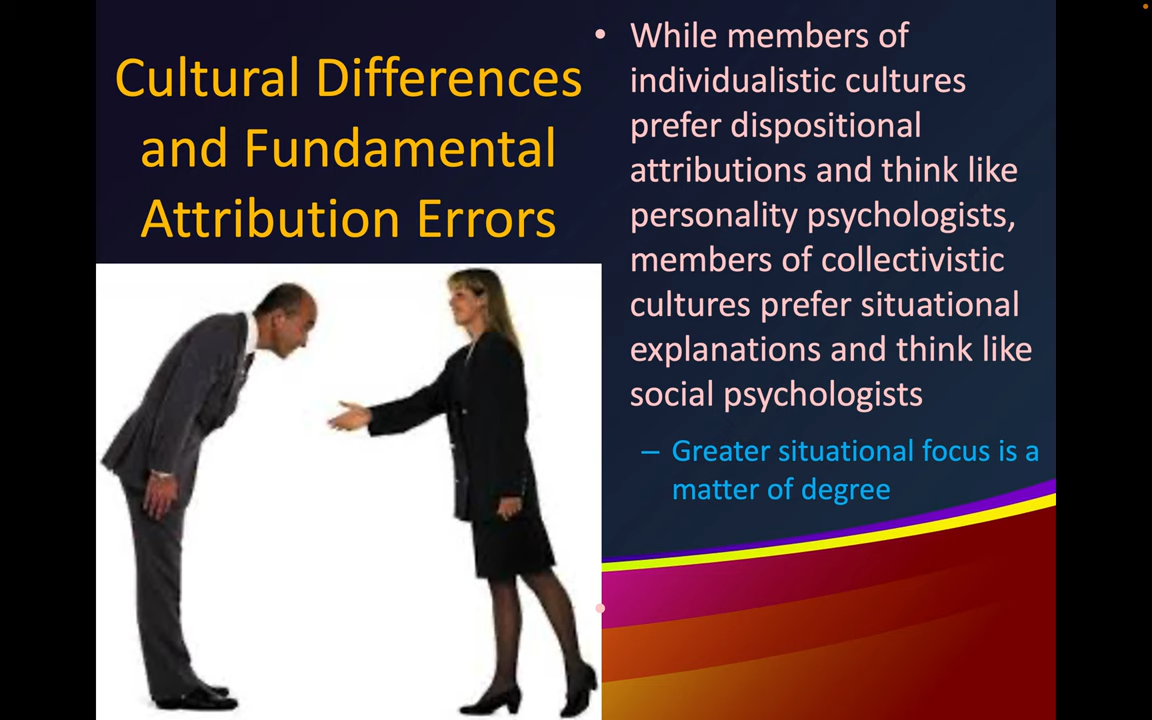 Cultural Differences
and Fundamental
Attribution Errors
• While members of
individualistic cultures
prefer dispositional
attributions and think like
personality psychologists,
members of collectivistic
cultures prefer situational
explanations and think like
social psychologists
– Greater situational focus is a
matter of degree
•